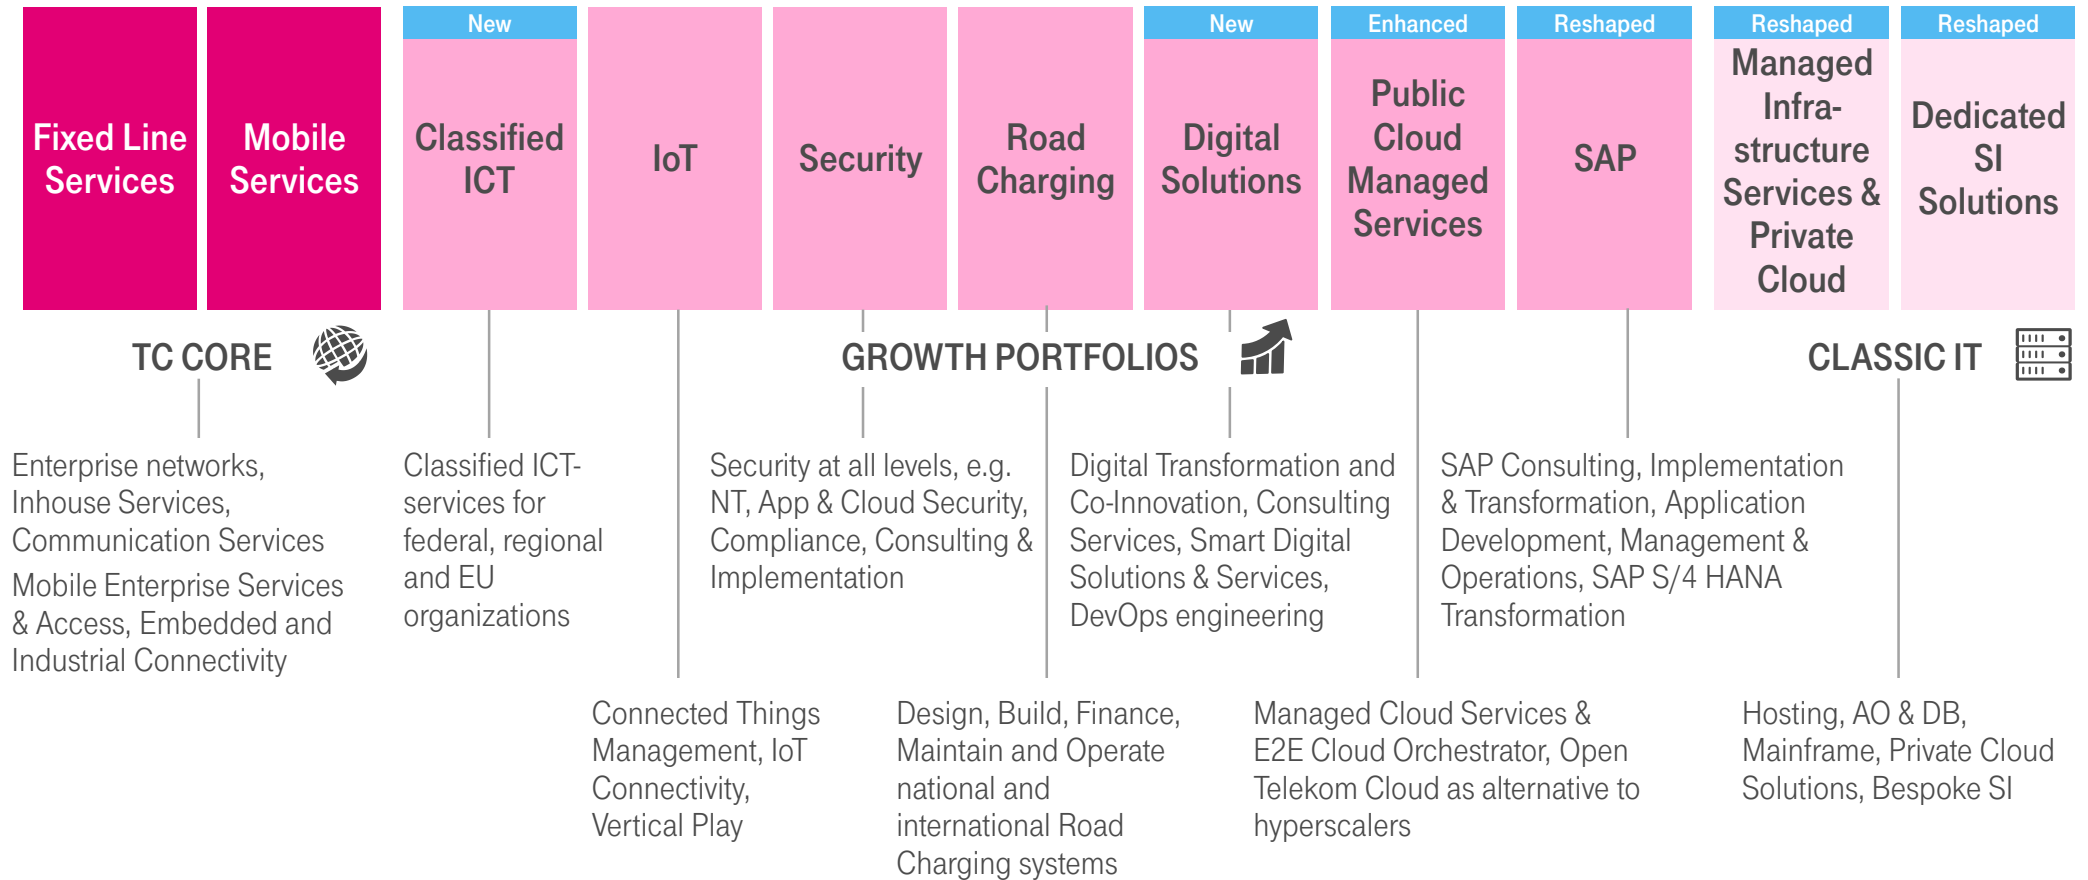 New
New
Enhanced
Reshaped
Reshaped
Reshaped
Fixed Line
Services
Mobile
Services
Classified
ICT
IoT
Security
Road
Charging
Digital
Solutions
Public
Cloud
Managed
Services
SAP
Managed
Infra-
structure
Services &
Private
Cloud
Dedicated
SI
Solutions
TC CORE
GROWTH PORTFOLIOS
CLASSIC IT
Enterprise networks,
Inhouse Services,
Communication Services
Mobile Enterprise Services
& Access, Embedded and
Industrial Connectivity
Classified ICT-
services for
federal, regional
and EU
organizations
Security at all levels, e.g.
NT, App & Cloud Security,
Compliance, Consulting &
Implementation
Digital Transformation and
Co-Innovation, Consulting
Services, Smart Digital
Solutions & Services,
DevOps engineering
SAP Consulting, Implementation
& Transformation, Application
Development, Management &
Operations, SAP S/4 HANA
Transformation
Connected Things
Management, IoT
Connectivity,
Vertical Play
Design, Build, Finance,
Maintain and Operate
national and
international Road
Charging systems
Managed Cloud Services &
E2E Cloud Orchestrator, Open
Telekom Cloud as alternative to
hyperscalers
Hosting, AO & DB,
Mainframe, Private Cloud
Solutions, Bespoke SI